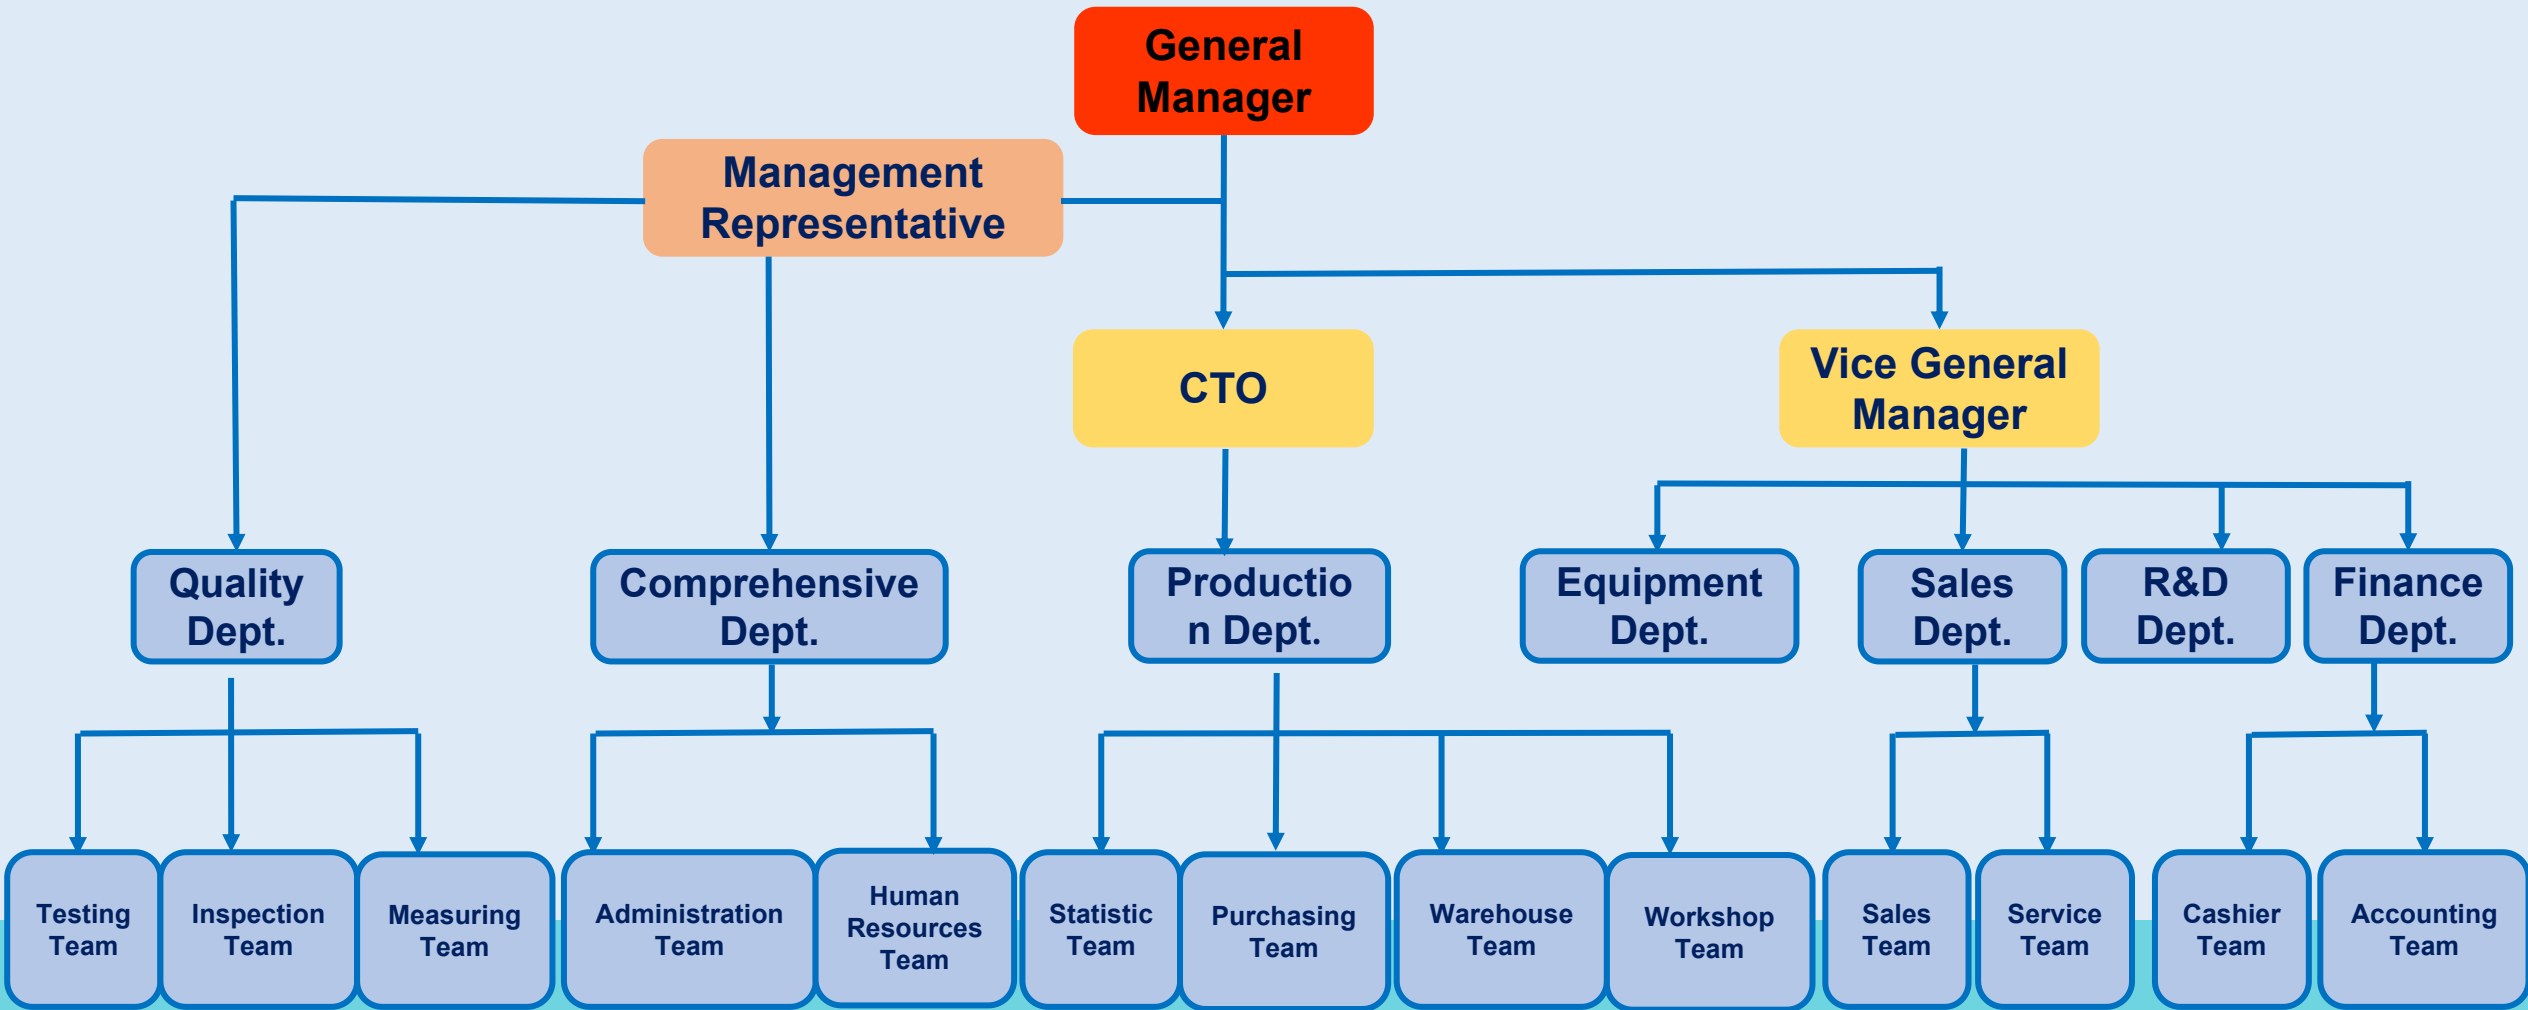 General
Manager
Management
Representative
CTO
Vice General
Manager
Quality
Dept.
Comprehensive
Dept.
Productio
n Dept.
Equipment
Dept.
Sales
Dept.
R&D
Dept.
Finance
Dept.
Testing
Team
Inspection
Team
Measuring
Team
Administration
Team
Human
Resources
Team
Statistic
Team
Purchasing
Team
Warehouse
Team
Workshop
Team
Sales
Team
Service
Team
Cashier
Team
Accounting
Team